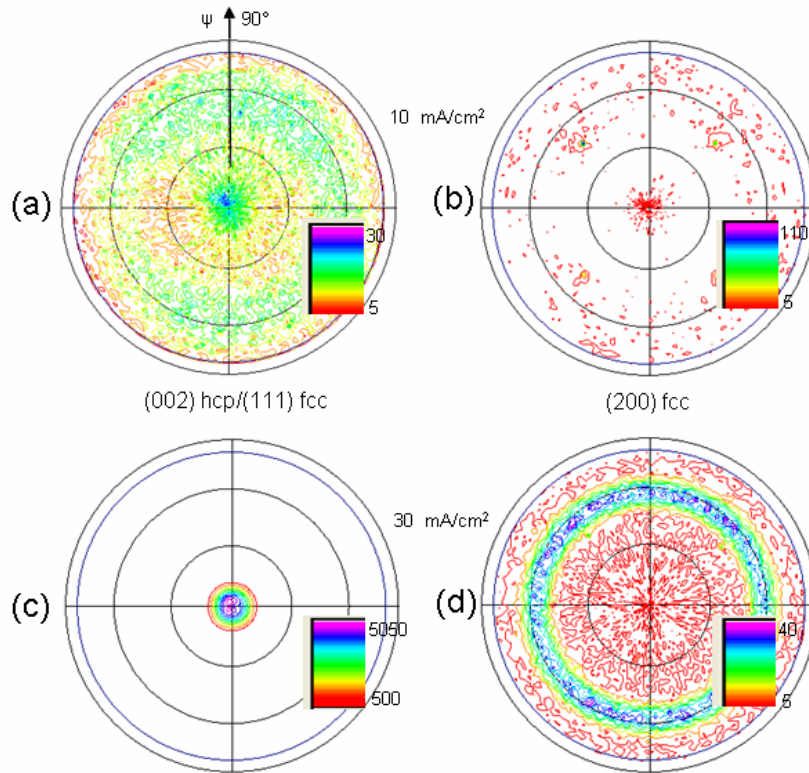 ψ 90°
10 mA/cm²
(a)
30
5
(b)
110
5
(002) hcp/(111) fcc
(200) fcc
30 mA/cm²
(c)
5050
500
(d)
40
5